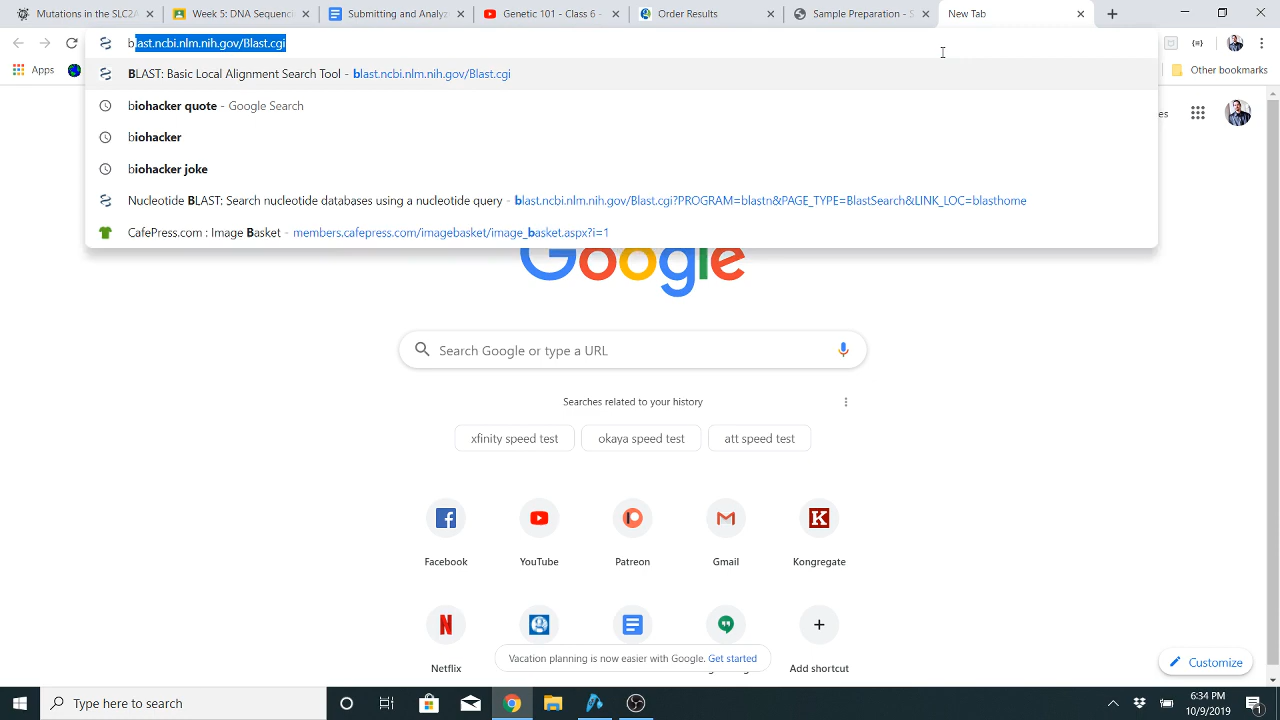 Mutations in the SLC2A
Week 5: DNA Sequenci
Submitting and Analyz
Genetic 101 - Class 6
Order Results
Sample Preparation - S
New Tab
blast.ncbi.nlm.nih.gov/Blast.cgi
Apps
Other bookmarks
BLAST: Basic Local Alignment Search Tool - blast.ncbi.nlm.nih.gov/Blast.cgi
biohacker quote - Google Search
es
biohacker
biohacker joke
Nucleotide BLAST: Search nucleotide databases using a nucleotide query - blast.ncbi.nlm.nih.gov/Blast.cgi?PROGRAM=blastn&PAGE_TYPE=BlastSearch&LINK_LOC=blasthome
CafePress.com : Image Basket - members.cafepress.com/imagebasket/image_basket.aspx?i=1
Google
Search Google or type a URL
Searches related to your history
xfinity speed test
okaya speed test
att speed test
Facebook
YouTube
Patreon
Gmail
Kongregate
Netflix
Add shortcut
Vacation planning is now easier with Google. Get started
Customize
Type here to search
6:34 PM
10/9/2019